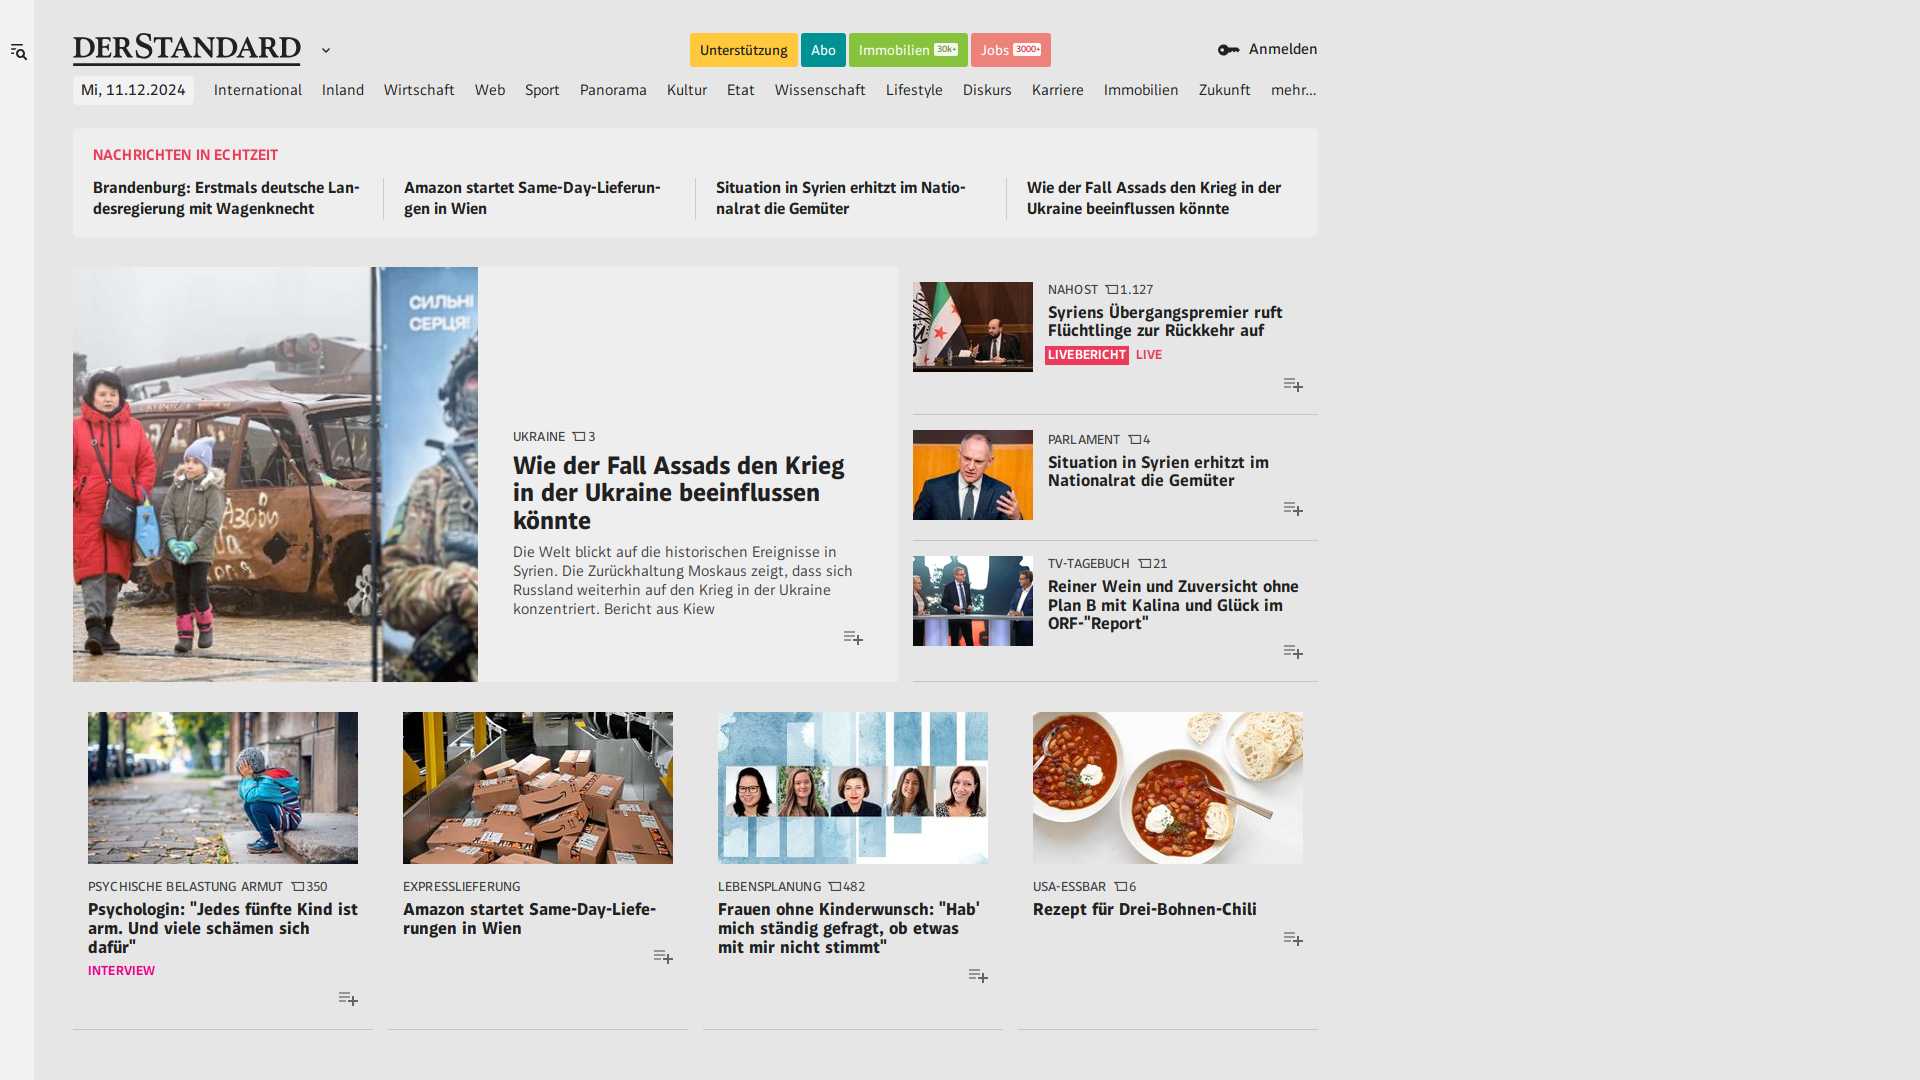 DERSTANDARD
Unterstützung
Abo
Immobilien 30k+
Jobs 3000+
Anmelden
Mi, 11.12.2024
International
Inland
Wirtschaft
Web
Sport
Panorama
Kultur
Etat
Wissenschaft
Lifestyle
Diskurs
Karriere
Immobilien
Zukunft
mehr...
NACHRICHTEN IN ECHTZEIT
Brandenburg: Erstmals deutsche Lan-
desregierung mit Wagenknecht
Amazon startet Same-Day-Lieferun-
gen in Wien
Situation in Syrien erhitzt im Natio-
nalrat die Gemüter
Wie der Fall Assads den Krieg in der
Ukraine beeinflussen könnte
СИЛЬНІ
СЕРЦЯ!
Азовы
UKRAINE 3
Wie der Fall Assads den Krieg
in der Ukraine beeinflussen
könnte
Die Welt blickt auf die historischen Ereignisse in
Syrien. Die Zurückhaltung Moskaus zeigt, dass sich
Russland weiterhin auf den Krieg in der Ukraine
konzentriert. Bericht aus Kiew
NAHOST 1.127
Syriens Übergangspremier ruft
Flüchtlinge zur Rückkehr auf
LIVEBERICHT LIVE
PARLAMENT 4
Situation in Syrien erhitzt im
Nationalrat die Gemüter
TV-TAGEBUCH 21
Reiner Wein und Zuversicht ohne
Plan B mit Kalina und Glück im
ORF-"Report"
PSYCHISCHE BELASTUNG ARMUT 350
Psychologin: "Jedes fünfte Kind ist
arm. Und viele schämen sich
dafür"
INTERVIEW
EXPRESSLIEFERUNG
Amazon startet Same-Day-Liefe-
rungen in Wien
LEBENSPLANUNG 482
Frauen ohne Kinderwunsch: "Hab'
mich ständig gefragt, ob etwas
mit mir nicht stimmt"
USA-ESSBAR 6
Rezept für Drei-Bohnen-Chili